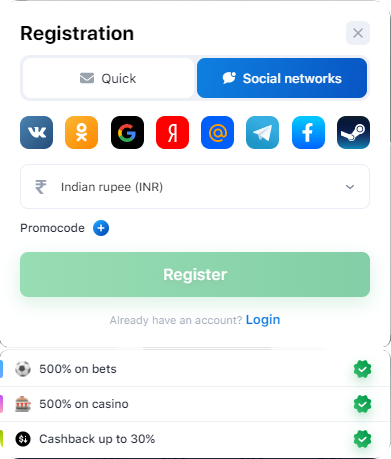 Registration
Quick
Social networks
Я
@
₹ Indian rupee (INR)
Promocode
Register
Already have an account? Login
500% on bets
500% on casino
Cashback up to 30%